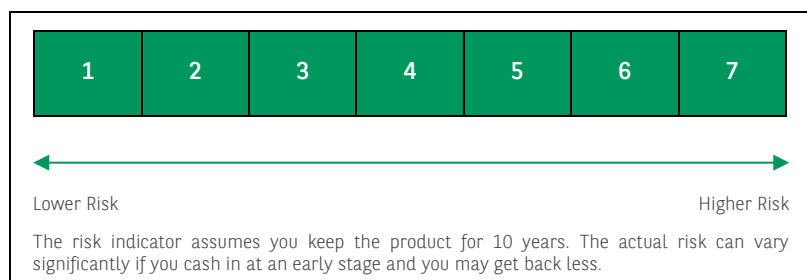 1 2 3 4 5 6 7
Lower Risk Higher Risk
The risk indicator assumes you keep the product for 10 years. The actual risk can vary
significantly if you cash in at an early stage and you may get back less.